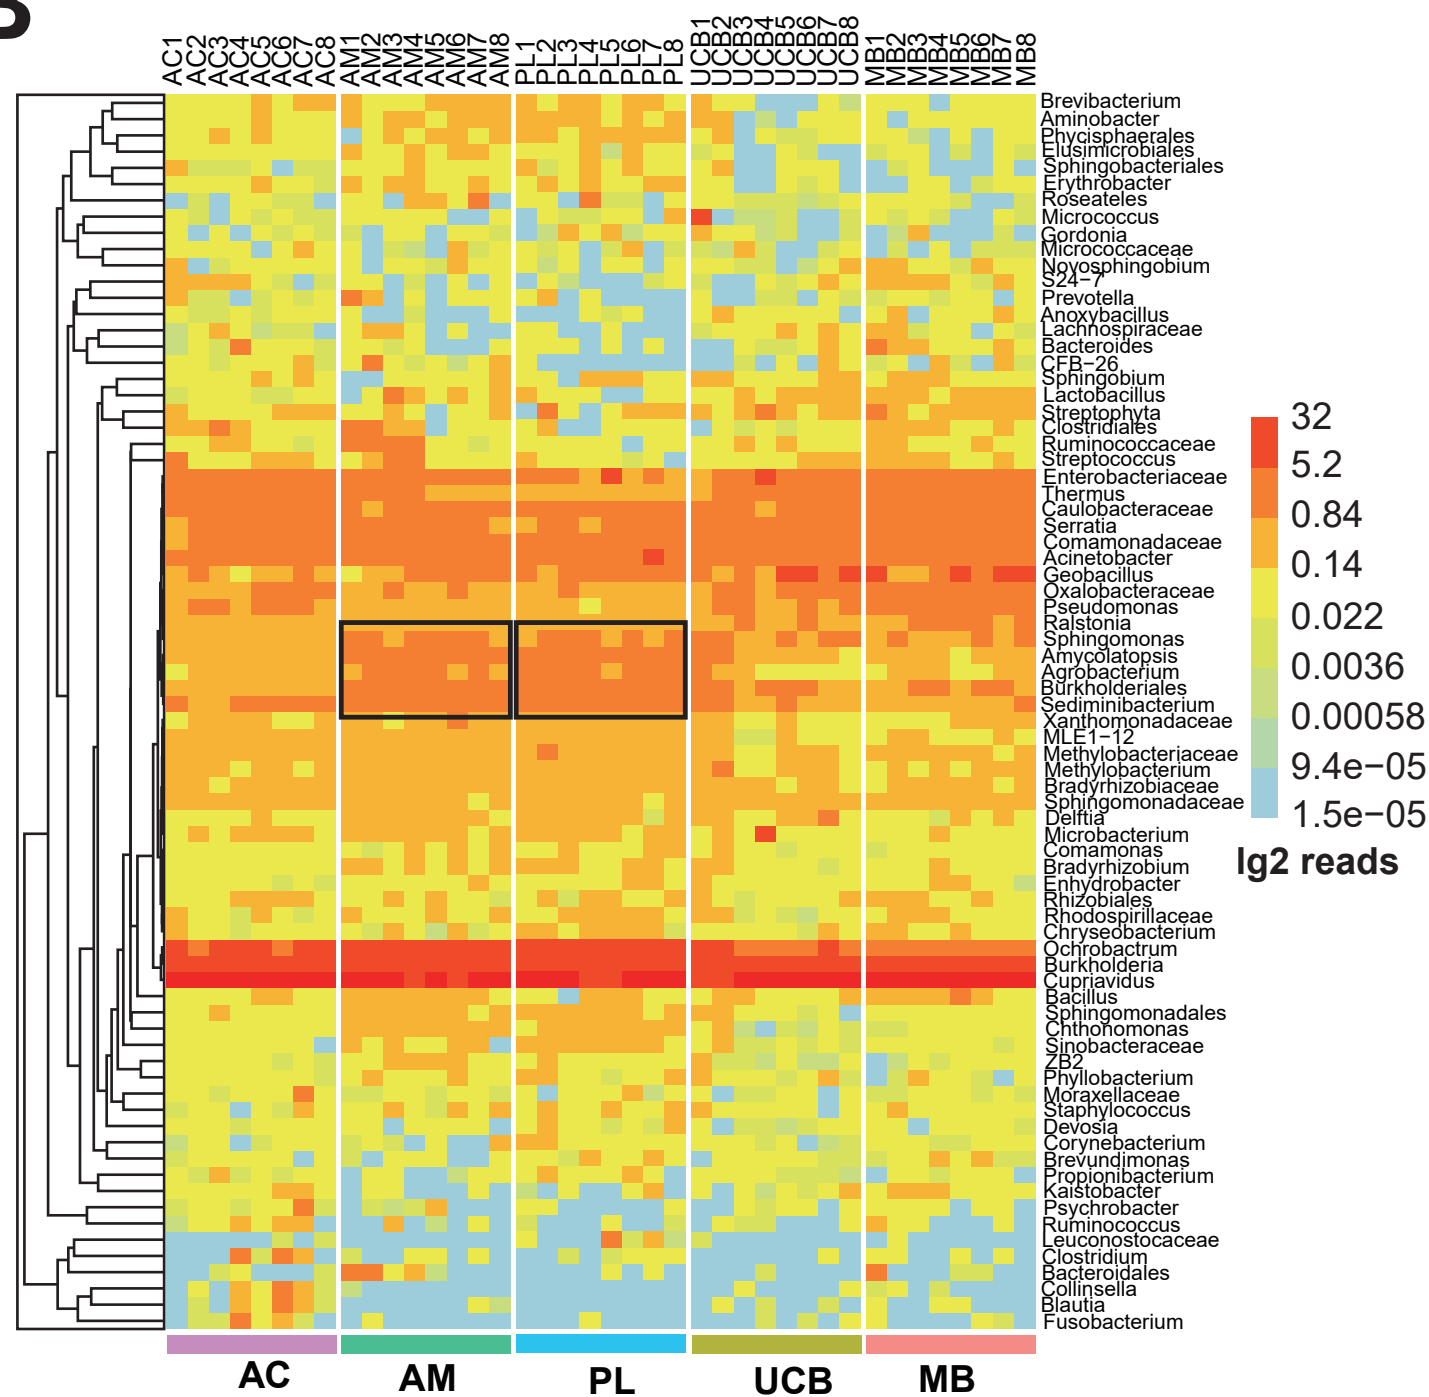 B
AC1 AC2 AC3 AC4 AC5 AC6 AC7 AC8 AM1 AM2 AM3 AM4 AM5 AM6 AM7 AM8 PL1 PL2 PL3 PL4 PL5 PL6 PL7 PL8 UCB1 UCB2 UCB3 UCB4 UCB5 UCB6 UCB7 UCB8 MB1 MB2 MB3 MB4 MB5 MB6 MB7 MB8
Brevibacterium
Aminobacter
Phycisphaerales
Elusimicrobiales
Sphingobacteriales
Erythrobacter
Roseateles
Micrococcus
Gordonia
Micrococcaceae
Novosphingobium
S24−7
Prevotella
Anoxybacillus
Lachnospiraceae
Bacteroides
CFB−26
Sphingobium
Lactobacillus
Streptophyta
Clostridiales
Ruminococcaceae
Streptococcus
Enterobacteriaceae
Thermus
Caulobacteraceae
Serratia
Comamonadaceae
Acinetobacter
Geobacillus
Oxalobacteraceae
Pseudomonas
Ralstonia
Sphingomonas
Amycolatopsis
Agrobacterium
Burkholderiales
Sediminibacterium
Xanthomonadaceae
MLE1−12
Methylobacteriaceae
Methylobacterium
Bradyrhizobiaceae
Sphingomonadaceae
Delftia
Microbacterium
Comamonas
Bradyrhizobium
Enhydrobacter
Rhizobiales
Rhodospirillaceae
Chryseobacterium
Ochrobactrum
Burkholderia
Cupriavidus
Bacillus
Sphingomonadales
Chthonomonas
Sinobacteraceae
ZB2
Phyllobacterium
Moraxellaceae
Staphylococcus
Devosia
Corynebacterium
Brevundimonas
Propionibacterium
Kaistobacter
Psychrobacter
Ruminococcus
Leuconostocaceae
Clostridium
Bacteroidales
Collinsella
Blautia
Fusobacterium
32
5.2
0.84
0.14
0.022
0.0036
0.00058
9.4e−05
1.5e−05
lg2 reads
AC AM PL UCB MB